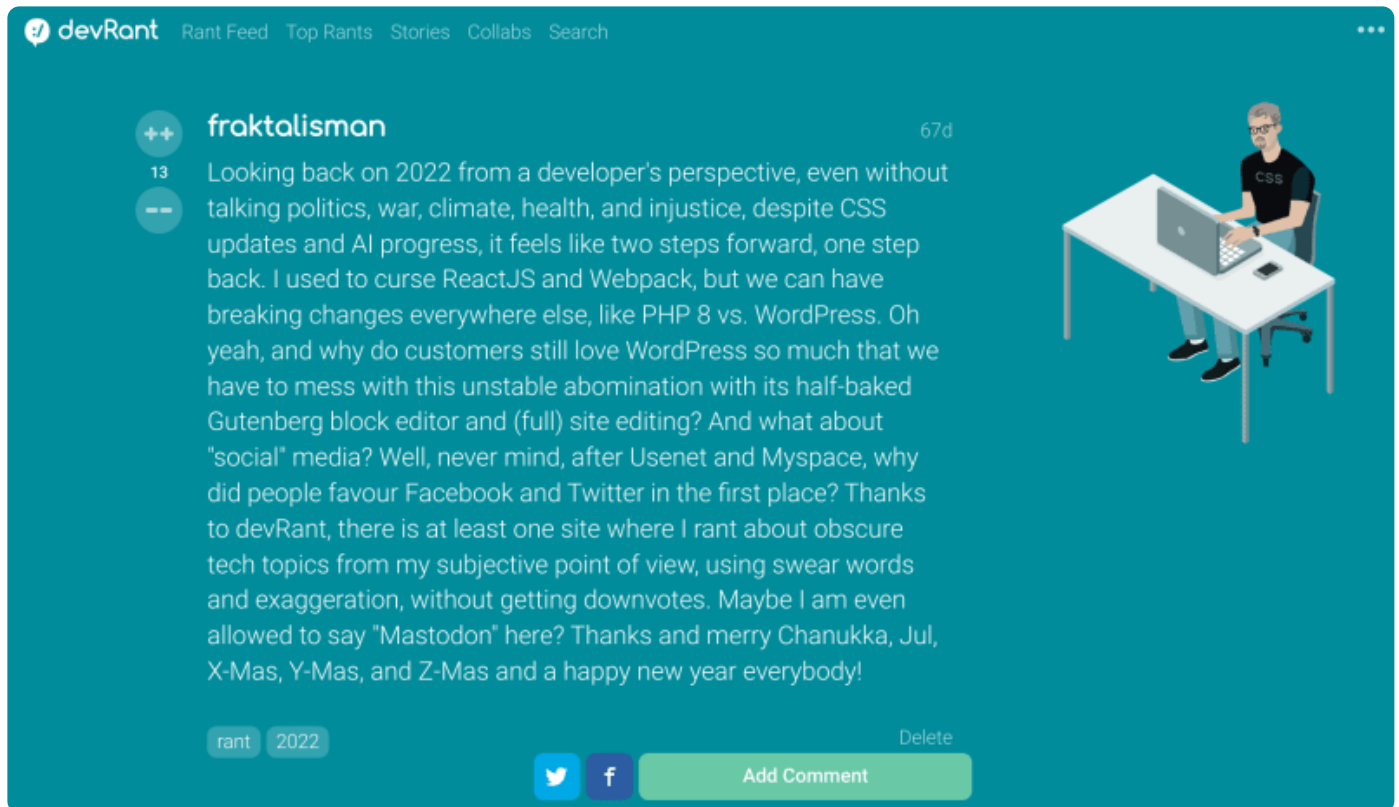 devRant Rant Feed Top Rants Stories Collabs Search
fraktalisman 67d
++
13
--
Looking back on 2022 from a developer's perspective, even without
talking politics, war, climate, health, and injustice, despite CSS
updates and AI progress, it feels like two steps forward, one step
back. I used to curse ReactJS and Webpack, but we can have
breaking changes everywhere else, like PHP 8 vs. WordPress. Oh
yeah, and why do customers still love WordPress so much that we
have to mess with this unstable abomination with its half-baked
Gutenberg block editor and (full) site editing? And what about
"social" media? Well, never mind, after Usenet and Myspace, why
did people favour Facebook and Twitter in the first place? Thanks
to devRant, there is at least one site where I rant about obscure
tech topics from my subjective point of view, using swear words
and exaggeration, without getting downvotes. Maybe I am even
allowed to say "Mastodon" here? Thanks and merry Chanukka, Jul,
X-Mas, Y-Mas, and Z-Mas and a happy new year everybody!
CSS
rant 2022
Delete
f Add Comment